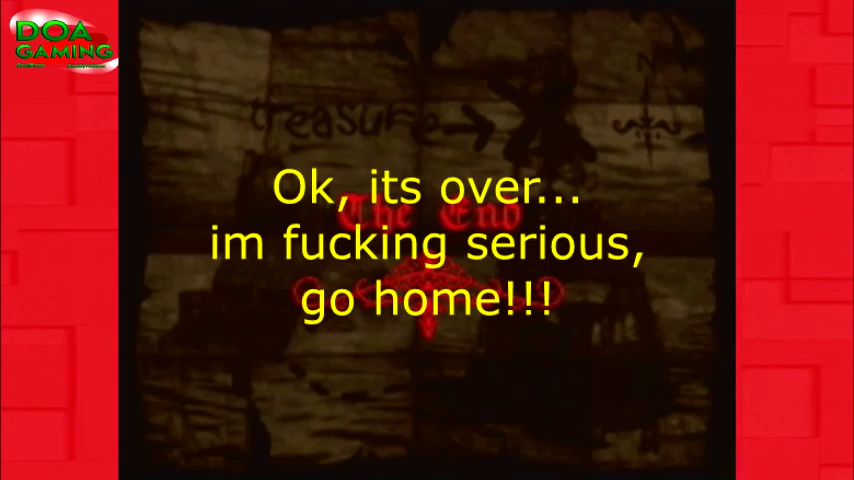 DOA
GAMING
treasure
N
Ok, its over...
The End
im fucking serious,
go home!!!